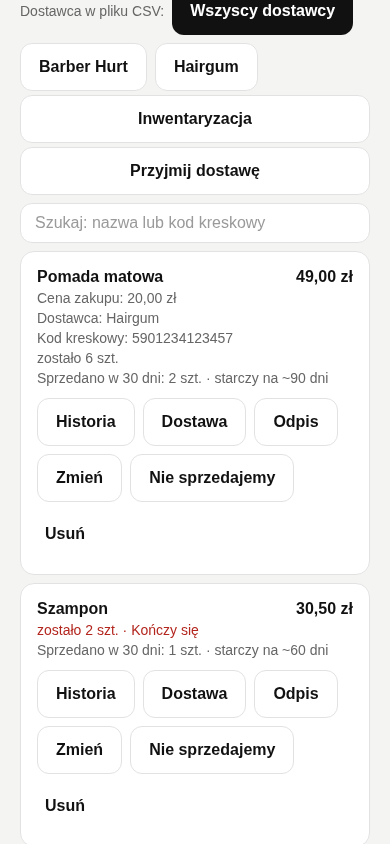 Dostawca w pliku CSV: Wszyscy dostawcy
Barber Hurt Hairgum
Inwentaryzacja
Przyjmij dostawę
Szukaj: nazwa lub kod kreskowy
Pomada matowa 49,00 zł
Cena zakupu: 20,00 zł
Dostawca: Hairgum
Kod kreskowy: 5901234123457
zostało 6 szt.
Sprzedano w 30 dni: 2 szt. · starczy na ~90 dni
Historia Dostawa Odpis
Zmień Nie sprzedajemy
Usuń
Szampon 30,50 zł
zostało 2 szt. · Kończy się
Sprzedano w 30 dni: 1 szt. · starczy na ~60 dni
Historia Dostawa Odpis
Zmień Nie sprzedajemy
Usuń